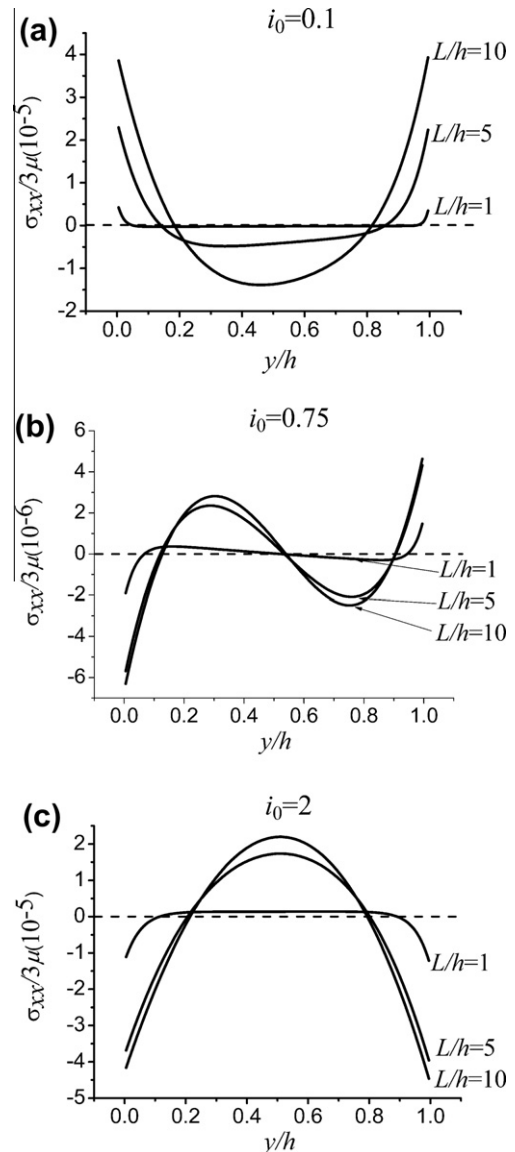 (a)
i₀=0.1
L/h=10
L/h=5
L/h=1
σxx/3μ(10⁻⁵)
4
3
2
1
0
-1
-2
0.0 0.2 0.4 0.6 0.8 1.0
y/h
(b)
i₀=0.75
σxx/3μ(10⁻⁶)
6
4
2
0
-2
-4
-6
L/h=1
L/h=5
L/h=10
0.0 0.2 0.4 0.6 0.8 1.0
y/h
(c)
i₀=2
σxx/3μ(10⁻⁵)
2
1
0
-1
-2
-3
-4
-5
L/h=1
L/h=5
L/h=10
0.0 0.2 0.4 0.6 0.8 1.0
y/h